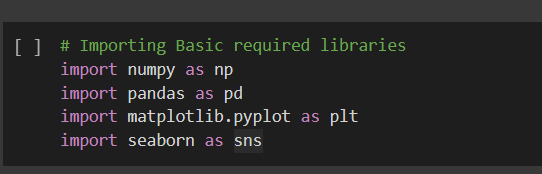 [ ] # Importing Basic required libraries
import numpy as np
import pandas as pd
import matplotlib.pyplot as plt
import seaborn as sns